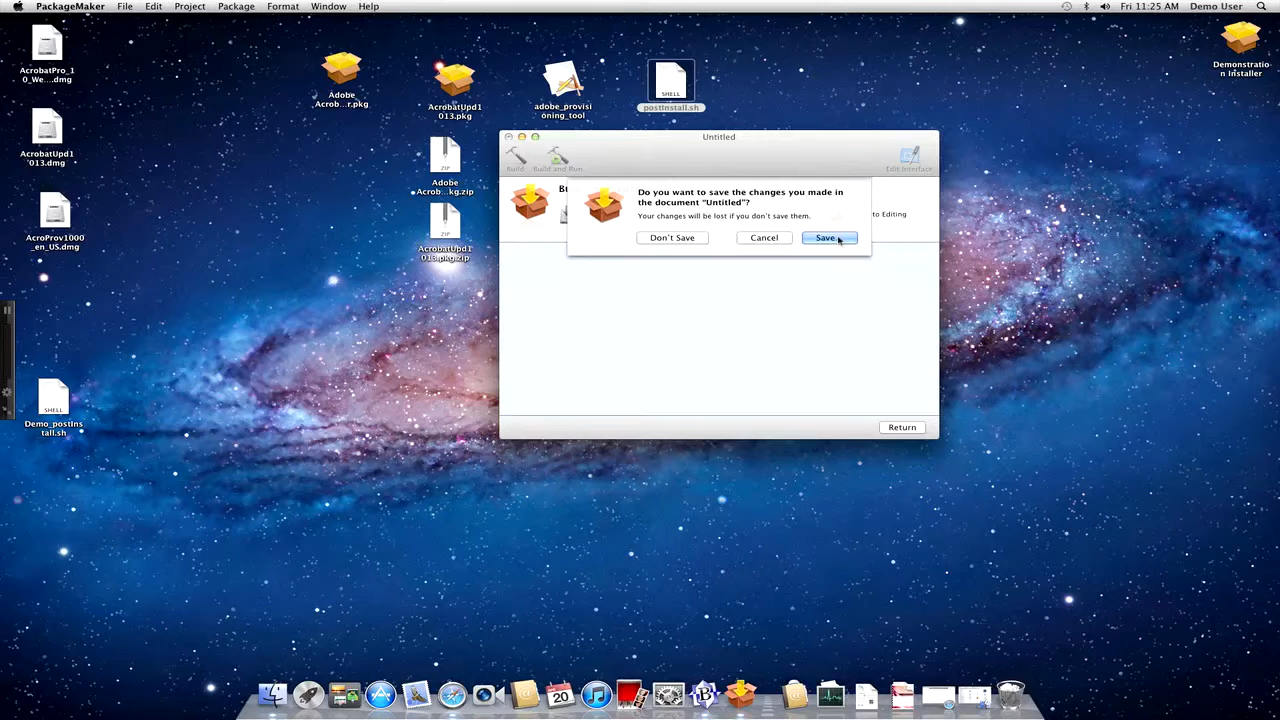 PackageMaker File Edit Project Package Format Window Help
Fri 11:25 AM Demo User
AcrobatPro_1
0_We....dmg
Adobe
Acrob...r.pkg
AcrobatUpd1
013.pkg
adobe_provisi
oning_tool
SHELL
postInstall.sh
Demonstratio
n Installer
AcrobatUpd1
013.dmg
ZIP
Adobe
Acrob...kg.zip
AcroProv1000
_en_US.dmg
ZIP
AcrobatUpd1
013.pkg.zip
SHELL
Demo_postIns
tall.sh
Untitled
Build Build and Run
Edit Interface
Do you want to save the changes you made in
the document “Untitled”?
Your changes will be lost if you don’t save them.
to Editing
Don’t Save Cancel Save
Return
20